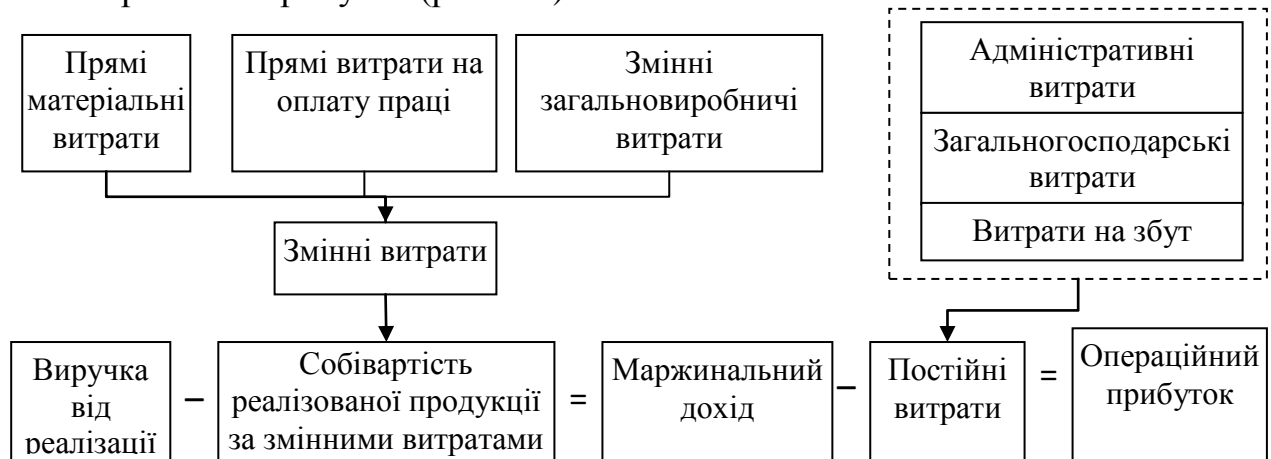 Прямі
матеріальні
витрати
Прямі витрати на
оплату праці
Змінні
загальновиробничі
витрати
Адміністративні
витрати
Загальногосподарські
витрати
Витрати на збут
Змінні витрати
Виручка
від
реалізації
–
Собівартість
реалізованої продукції
за змінними витратами
=
Маржинальний
дохід
–
Постійні
витрати
=
Операційний
прибуток